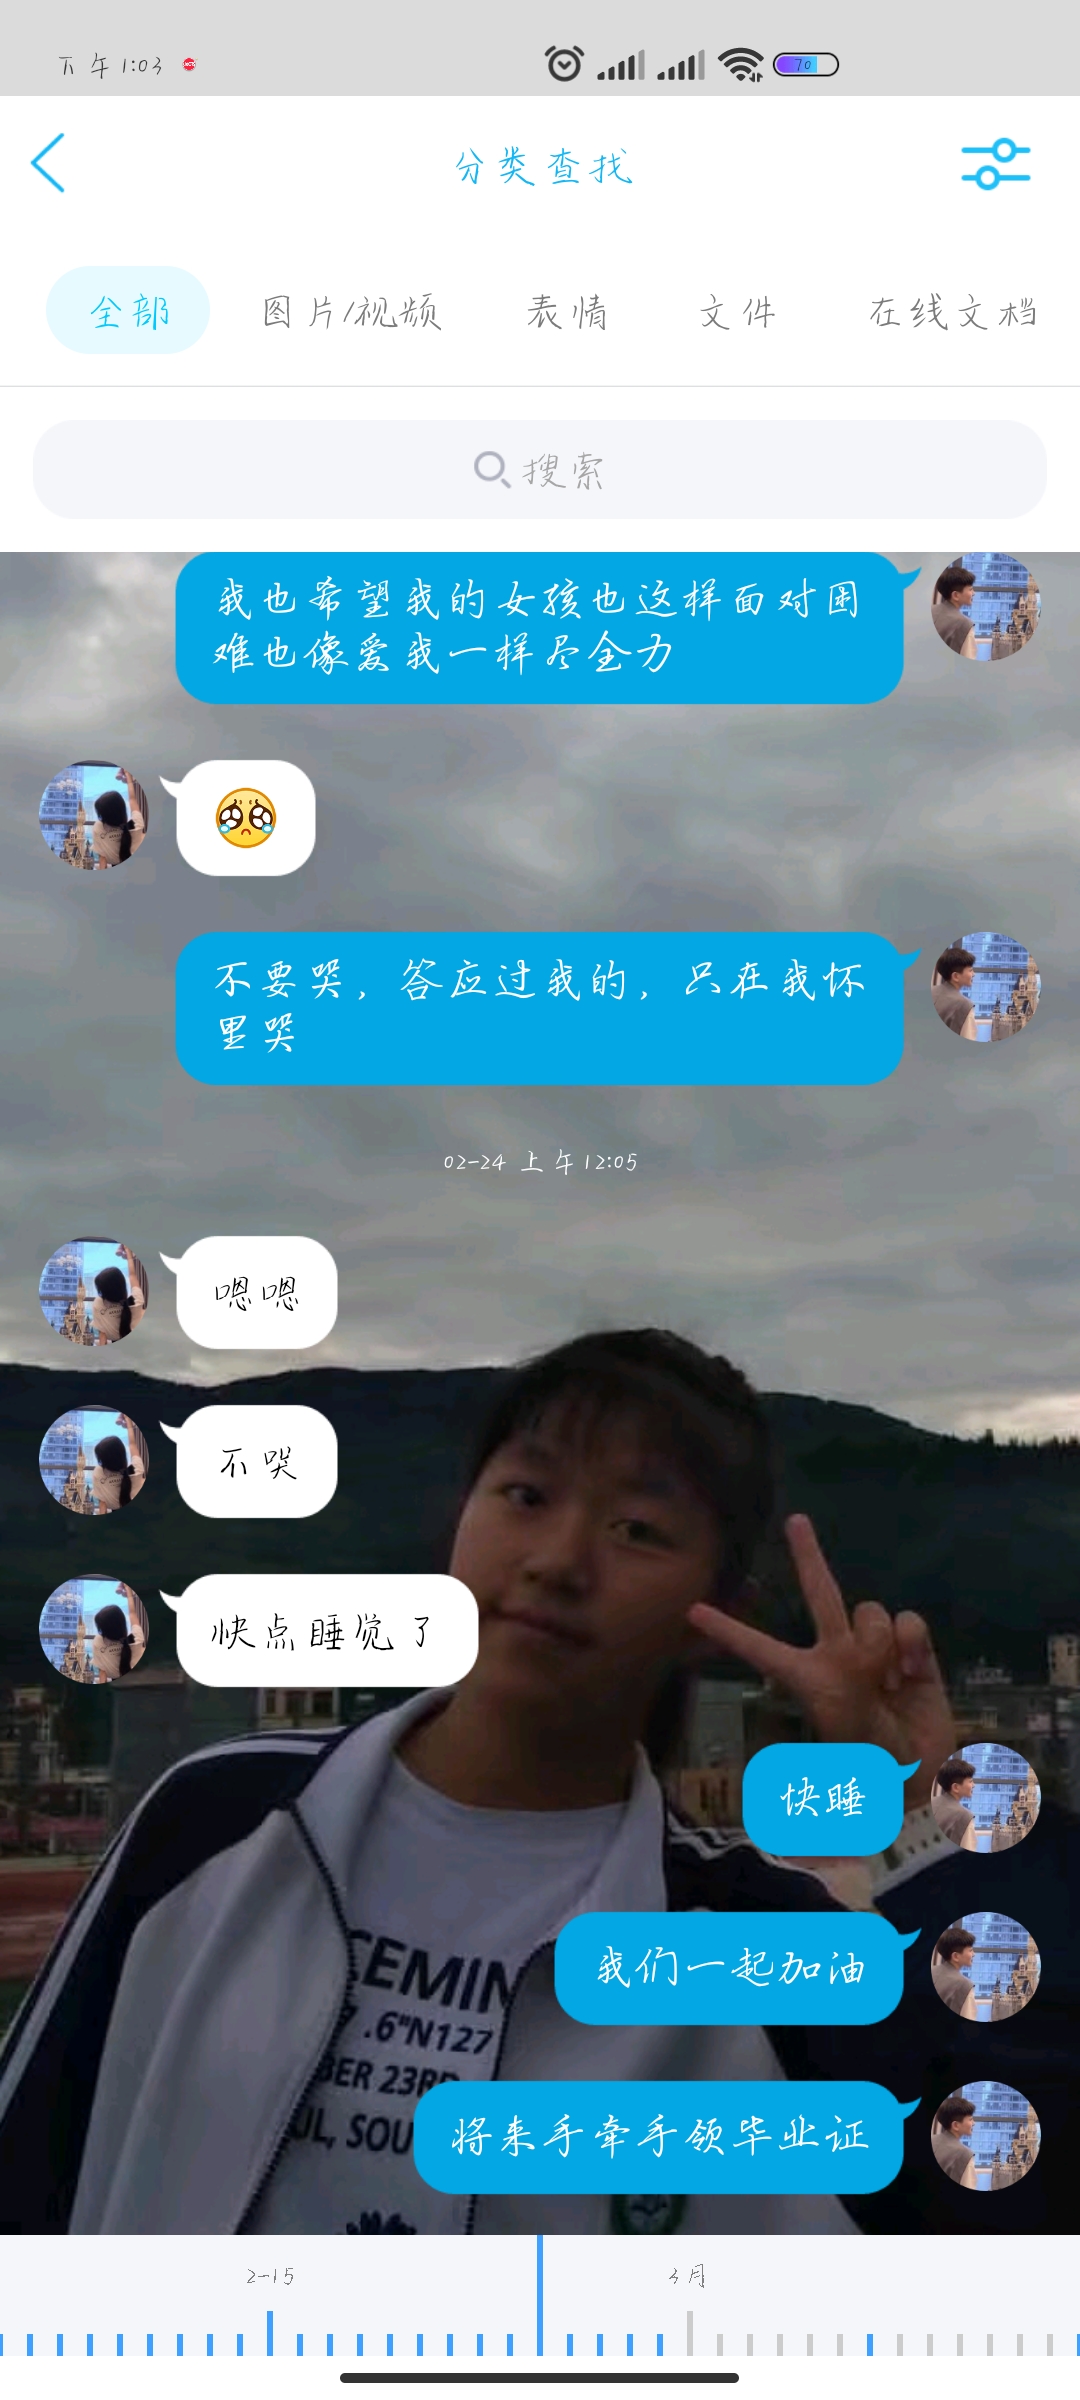 下午1:03
70
分类查找
全部 图片/视频 表情 文件 在线文档
搜索
我也希望我的女孩也这样面对困
难也像爱我一样尽全力
不要哭，答应过我的，只在我怀
里哭
02-24 上午12:05
嗯嗯
不哭
快点睡觉了
快睡
我们一起加油
CEMIN
.6"N127
BER 23RD
UL, SOU
将来手牵手领毕业证
2-15 3月